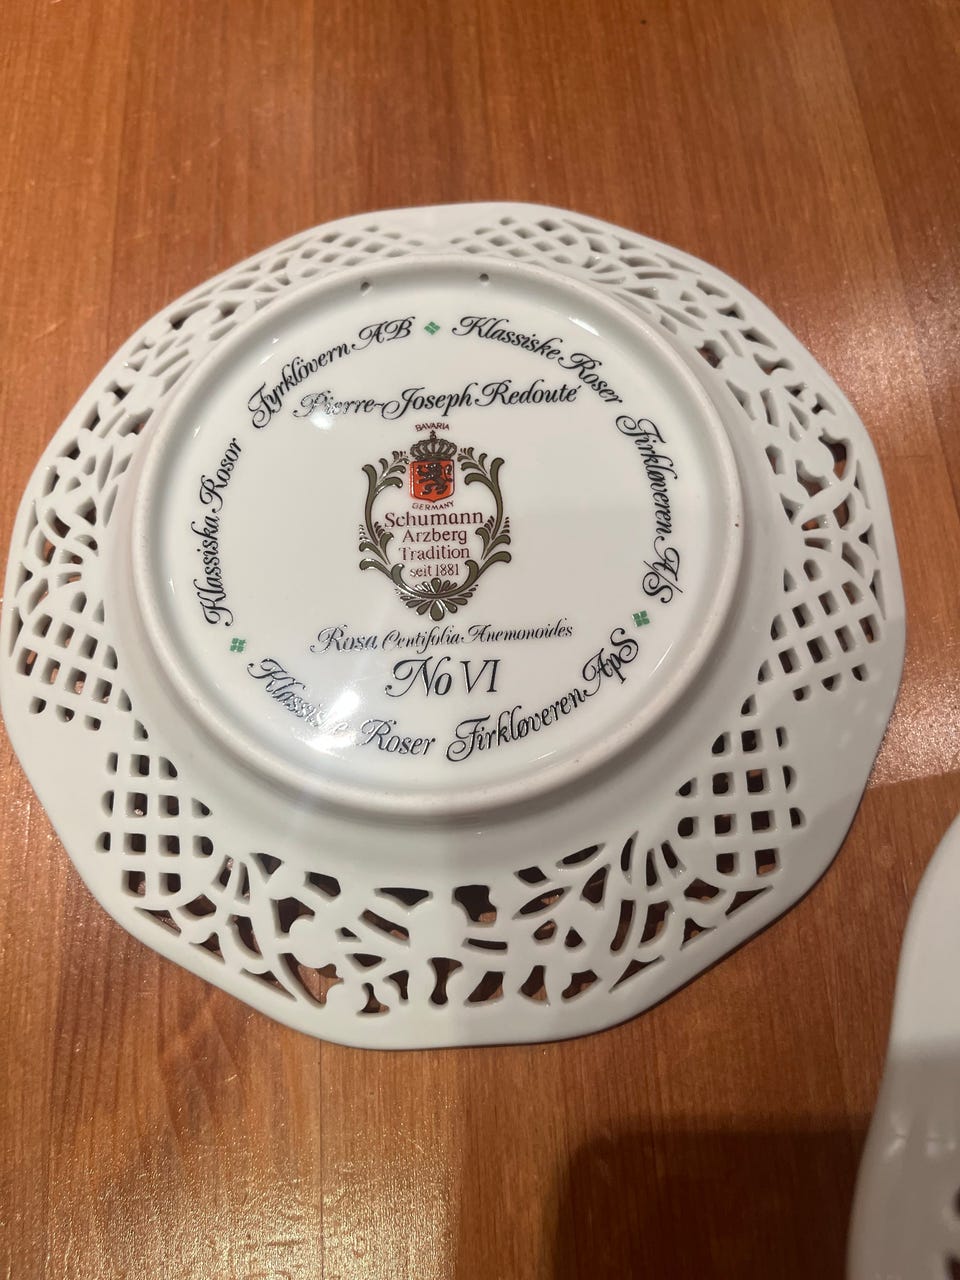 Klassiska Rosor Fyrklövern AB
Klassiske Roser Firkløveren A/S
Pierre-Joseph Redouté
BAVARIA
GERMANY
Schumann
Arzberg
Tradition
seit 1881
Rosa Centifolia Anemonoides
No VI
Klassiske Roser Firkløveren ApS